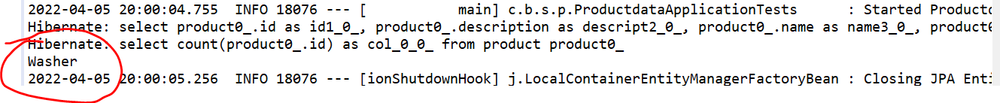 2022-04-05 20:00:04.755  INFO 18076 --- [           main] c.b.s.p.ProductdataApplicationTests      : Started Productd
Hibernate: select product0_.id as id1_0_, product0_.description as descript2_0_, product0_.name as name3_0_, product0
Hibernate: select count(product0_.id) as col_0_0_ from product product0_
Washer
2022-04-05 20:00:05.256  INFO 18076 --- [ionShutdownHook] j.LocalContainerEntityManagerFactoryBean : Closing JPA Enti